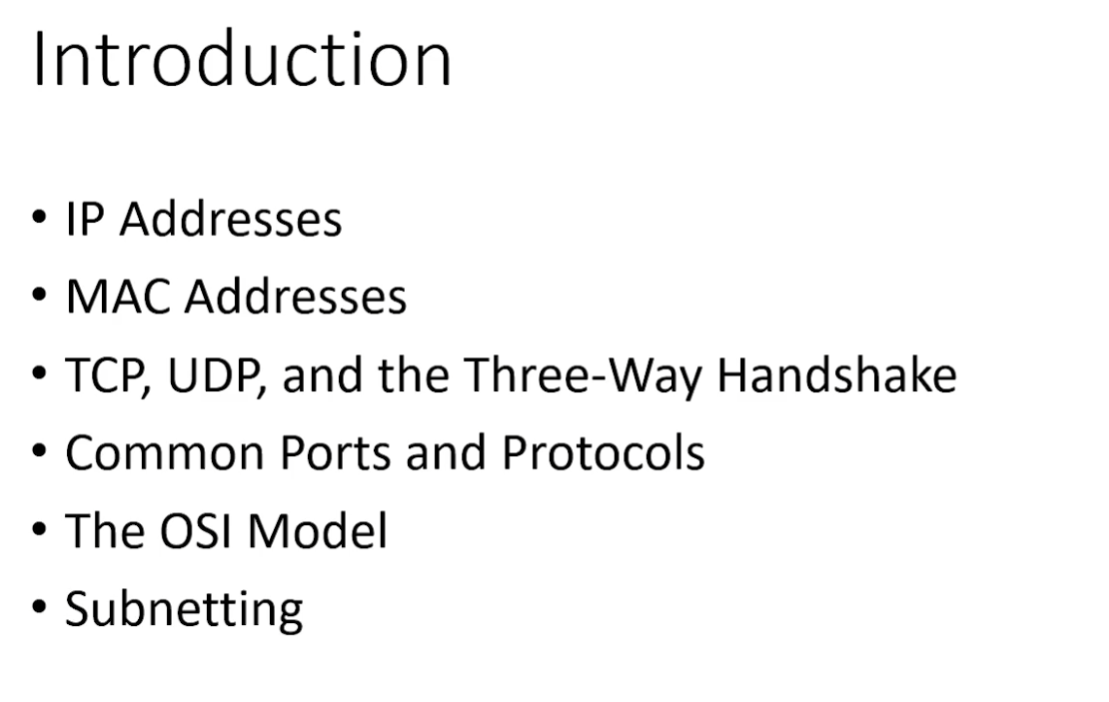 Introduction
• IP Addresses
• MAC Addresses
• TCP, UDP, and the Three-Way Handshake
• Common Ports and Protocols
• The OSI Model
• Subnetting